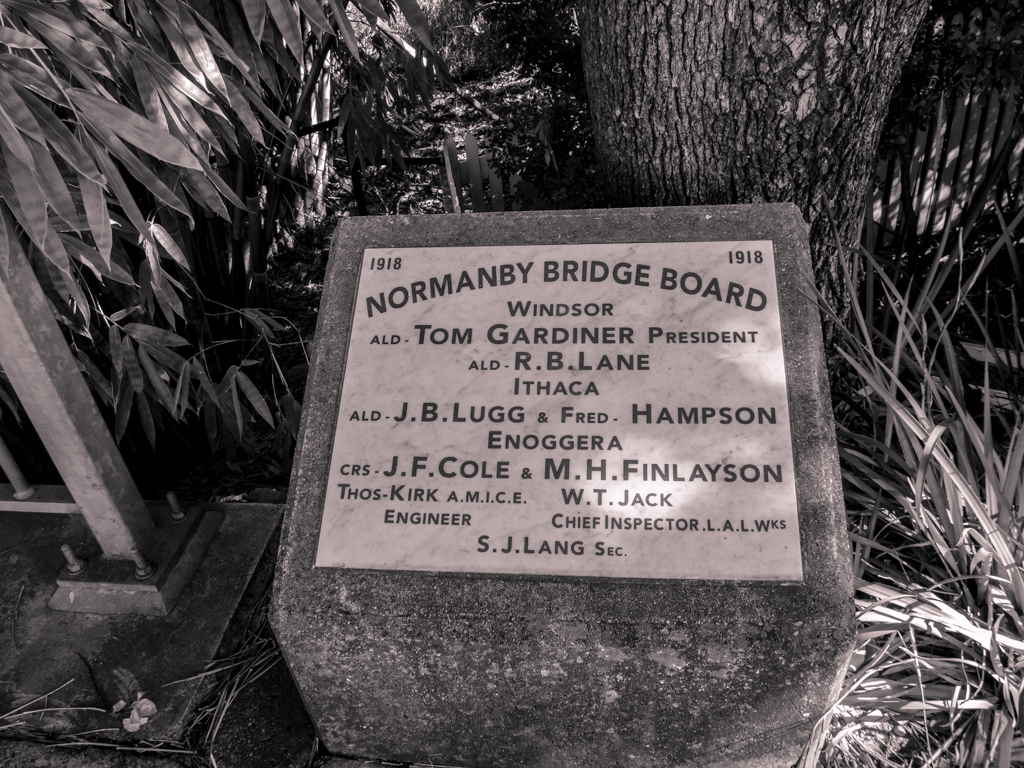 1918 1918
NORMANBY BRIDGE BOARD
WINDSOR
ALD - TOM GARDINER PRESIDENT
ALD - R.B. LANE
ITHACA
ALD - J.B. LUGG & FRED - HAMPSON
ENOGGERA
CRS - J.F. COLE & M.H. FINLAYSON
THOS-KIRK A.M.I.C.E. W.T. JACK
ENGINEER CHIEF INSPECTOR. L.A.L. WKS
S.J. LANG SEC.